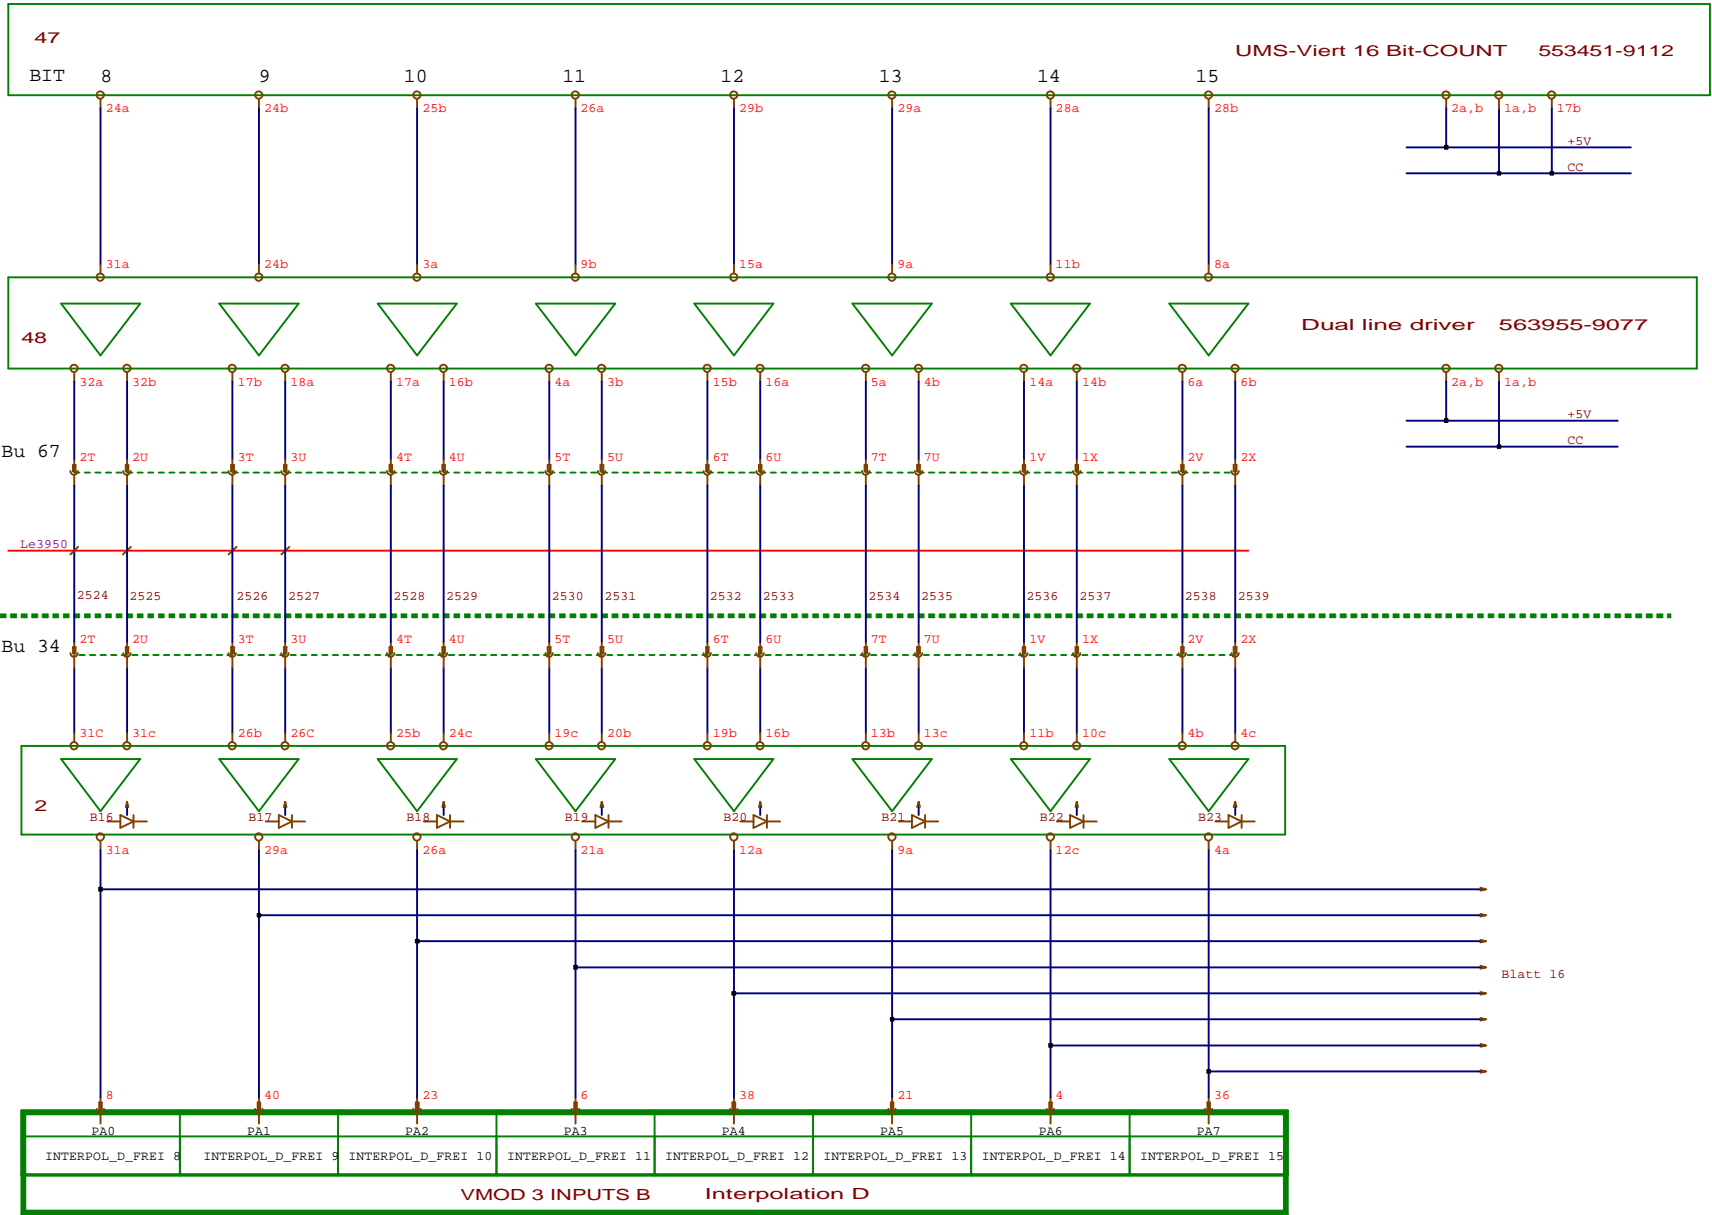 47
UMS-Viert 16 Bit-COUNT 553451-9112
BIT 8 9 10 11 12 13 14 15
24a 24b 25b 26a 29b 29a 28a 28b 2a,b 1a,b 17b
+5V
CC
31a 24b 3a 9b 15a 9a 11b 8a
48
Dual line driver 563955-9077
32a 32b 17b 18a 17a 16b 4a 3b 15b 16a 5a 4b 14a 14b 6a 6b 2a,b 1a,b
+5V
CC
Bu 67
2T 2U 3T 3U 4T 4U 5T 5U 6T 6U 7T 7U 1V 1X 2V 2X
Le3950
2524 2525 2526 2527 2528 2529 2530 2531 2532 2533 2534 2535 2536 2537 2538 2539
Bu 34
2T 2U 3T 3U 4T 4U 5T 5U 6T 6U 7T 7U 1V 1X 2V 2X
31C 31c 26b 26C 25b 24c 19c 20b 19b 16b 13b 13c 11b 10c 4b 4c
2
B16 B17 B18 B19 B20 B21 B22 B23
31a 29a 26a 21a 12a 9a 12c 4a
Blatt 16
8 40 23 6 38 21 4 36
PA0 PA1 PA2 PA3 PA4 PA5 PA6 PA7
INTERPOL_D_FREI 8 INTERPOL_D_FREI 9 INTERPOL_D_FREI 10 INTERPOL_D_FREI 11 INTERPOL_D_FREI 12 INTERPOL_D_FREI 13 INTERPOL_D_FREI 14 INTERPOL_D_FREI 15
VMOD 3 INPUTS B Interpolation D